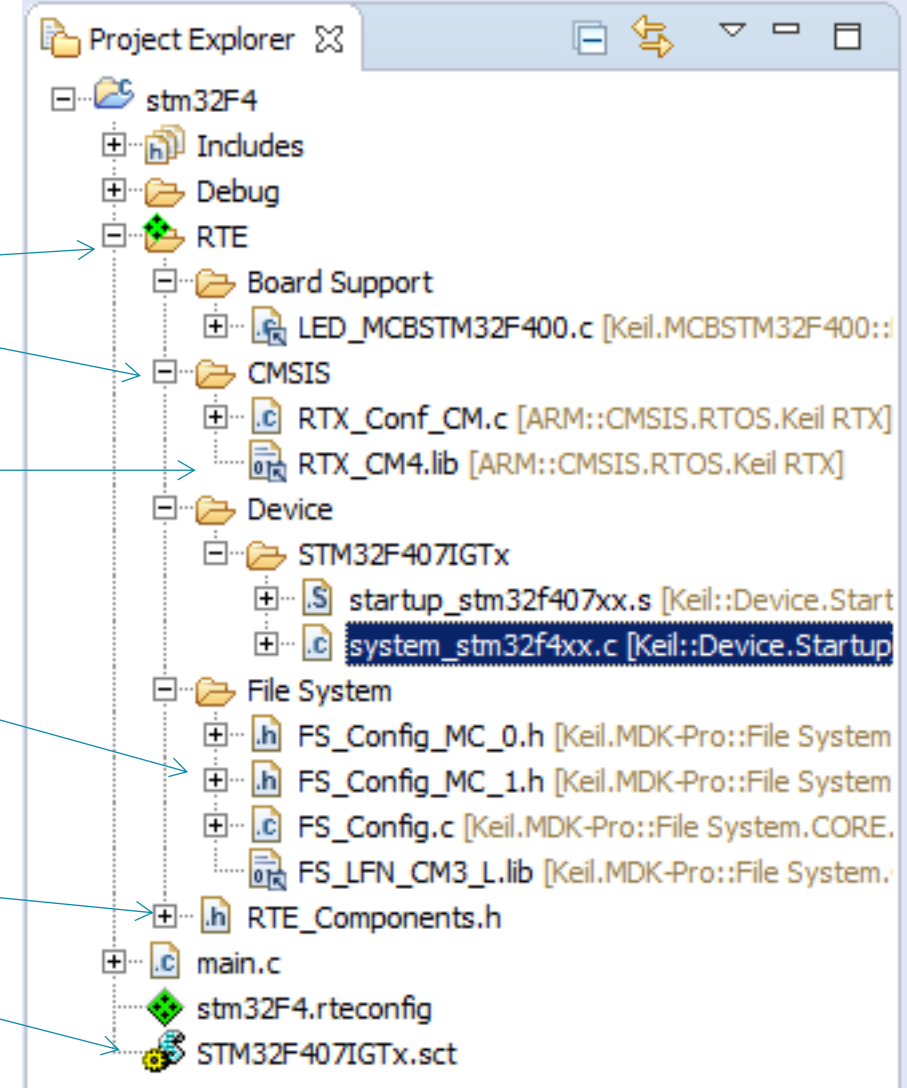 Project Explorer
stm32F4
Includes
Debug
RTE
Board Support
LED_MCBSTM32F400.c [Keil.MCBSTM32F400::
CMSIS
RTX_Conf_CM.c [ARM::CMSIS.RTOS.Keil RTX]
RTX_CM4.lib [ARM::CMSIS.RTOS.Keil RTX]
Device
STM32F407IGTx
startup_stm32f407xx.s [Keil::Device.Start
system_stm32f4xx.c [Keil::Device.Startup
File System
FS_Config_MC_0.h [Keil.MDK-Pro::File System
FS_Config_MC_1.h [Keil.MDK-Pro::File System
FS_Config.c [Keil.MDK-Pro::File System.CORE.
FS_LFN_CM3_L.lib [Keil.MDK-Pro::File System.
RTE_Components.h
main.c
stm32F4.rteconfig
STM32F407IGTx.sct